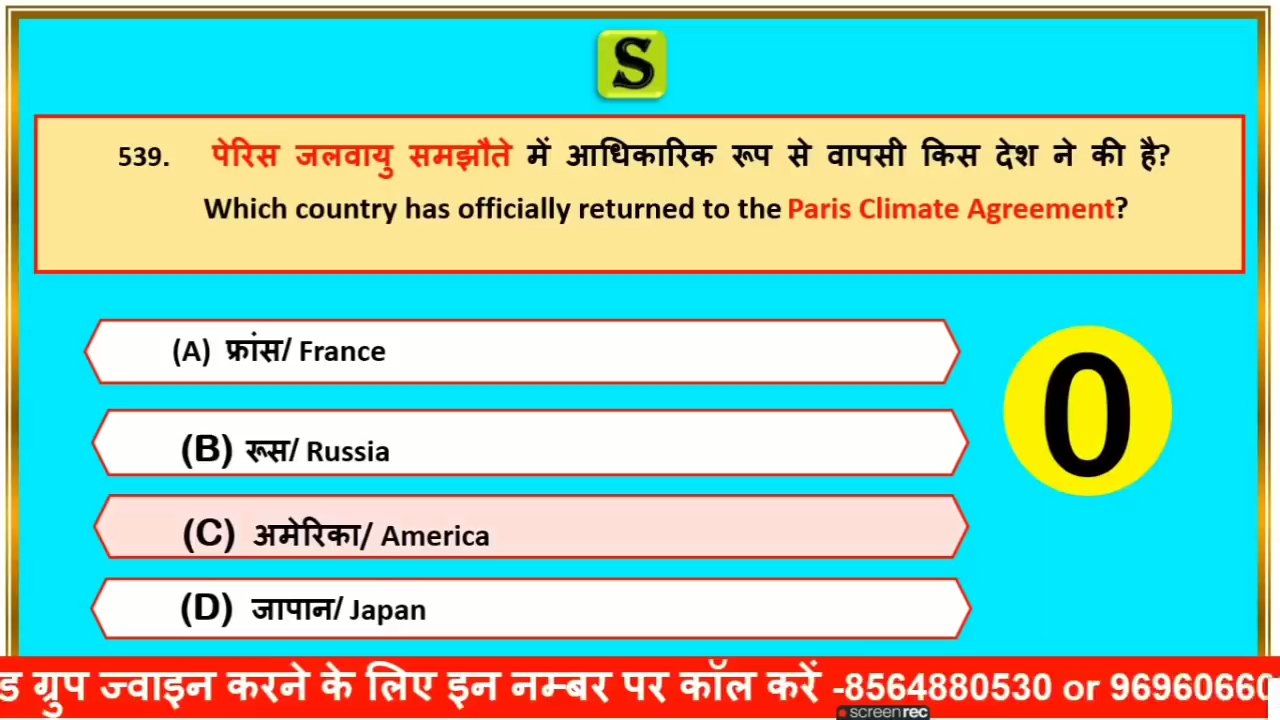 S
539. पेरिस जलवायु समझौते में आधिकारिक रूप से वापसी किस देश ने की है?
Which country has officially returned to the Paris Climate Agreement?
(A) फ्रांस/ France
0
(B) रूस/ Russia
(C) अमेरिका/ America
(D) जापान/ Japan
ड ग्रुप ज्वाइन करने के लिए इन नम्बर पर कॉल करें -8564880530 or 96960660
screenrec